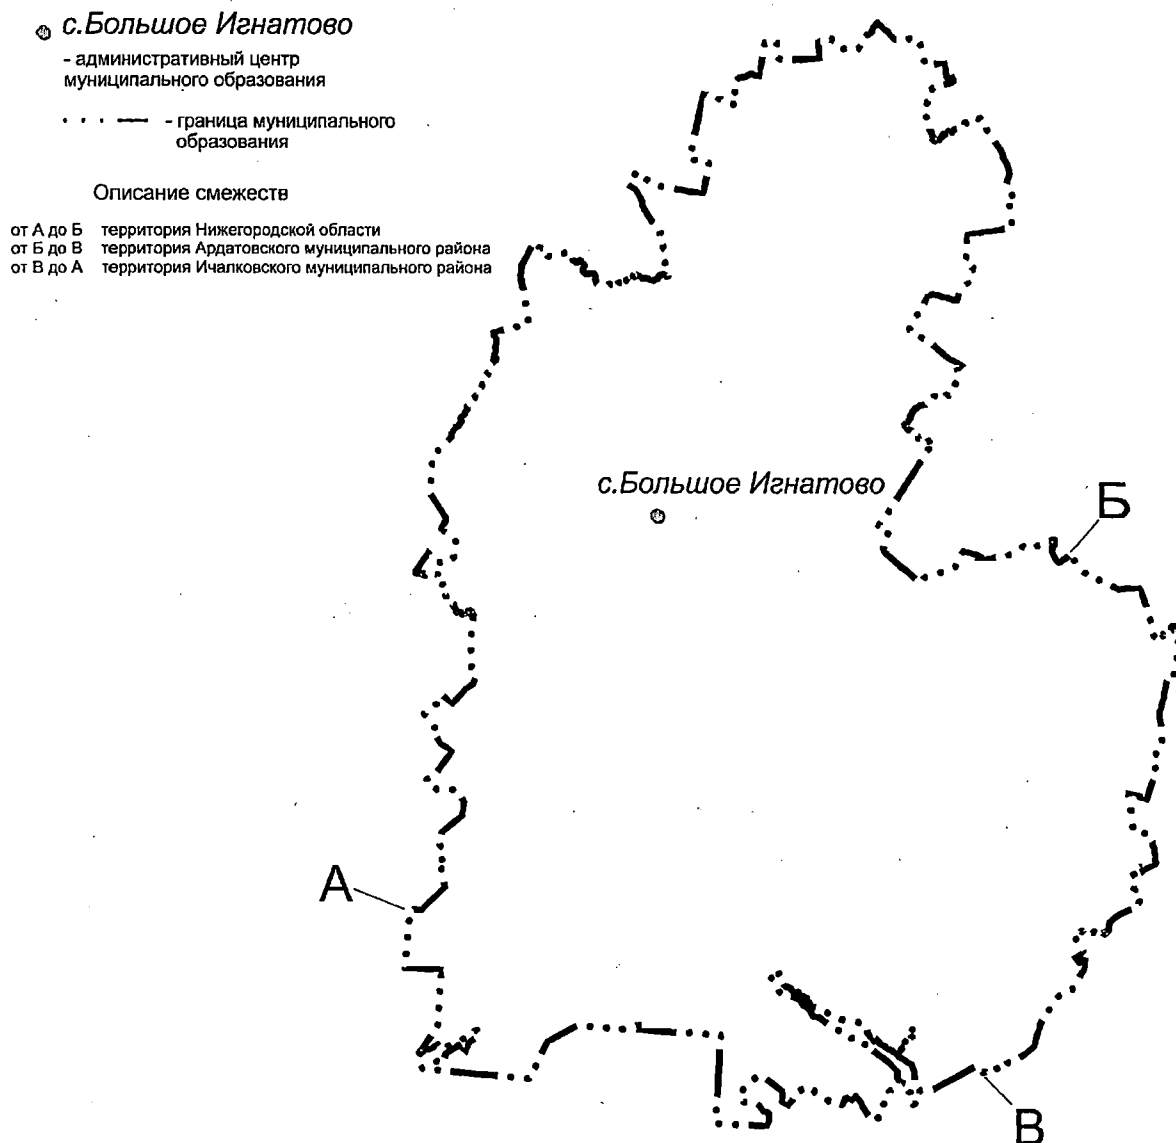 с.Большое Игнатово
- административный центр
муниципального образования
- граница муниципального
образования
Описание смежеств
от А до Б территория Нижегородской области
от Б до В территория Ардатовского муниципального района
от В до А территория Ичалковского муниципального района
с.Большое Игнатово
Б
А
В